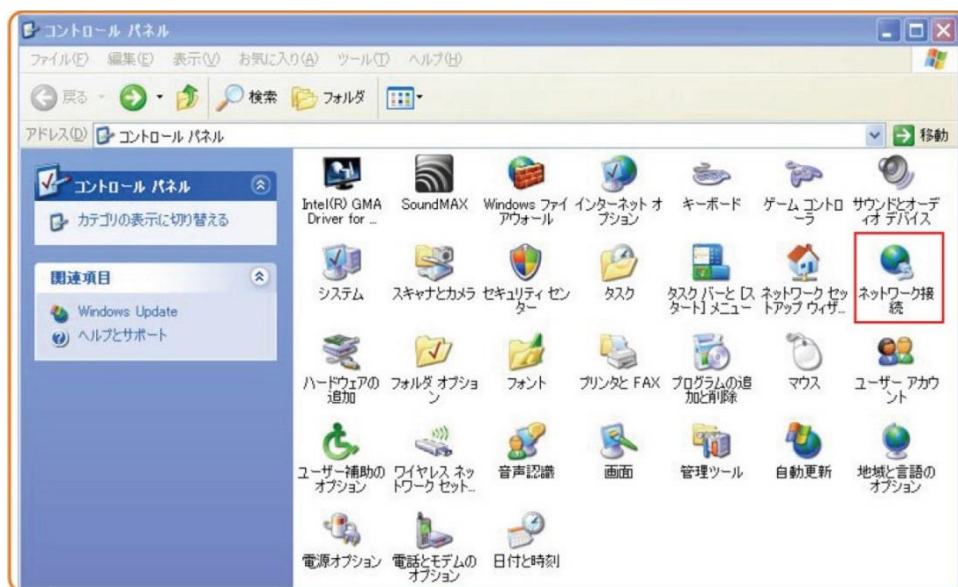 コントロール パネル
ファイル(F) 編集(E) 表示(V) お気に入り(A) ツール(T) ヘルプ(H)
戻る 検索 フォルダ
アドレス(D) コントロール パネル 移動
コントロール パネル
カテゴリの表示に切り替える
関連項目
Windows Update
ヘルプとサポート
Intel(R) GMA Driver for ...
SoundMAX
Windows ファイアウォール
インターネット オプション
キーボード
ゲーム コントローラ
サウンドとオーディオ デバイス
システム
スキャナとカメラ
セキュリティ センター
タスク
タスク バーと [スタート] メニュー
ネットワーク セットアップ ウィザ...
ネットワーク接続
ハードウェアの追加
フォルダ オプション
フォント
プリンタと FAX
プログラムの追加と削除
マウス
ユーザー アカウント
ユーザー補助のオプション
ワイヤレス ネットワーク セット...
音声認識
画面
管理ツール
自動更新
地域と言語のオプション
電源オプション
電話とモデムのオプション
日付と時刻